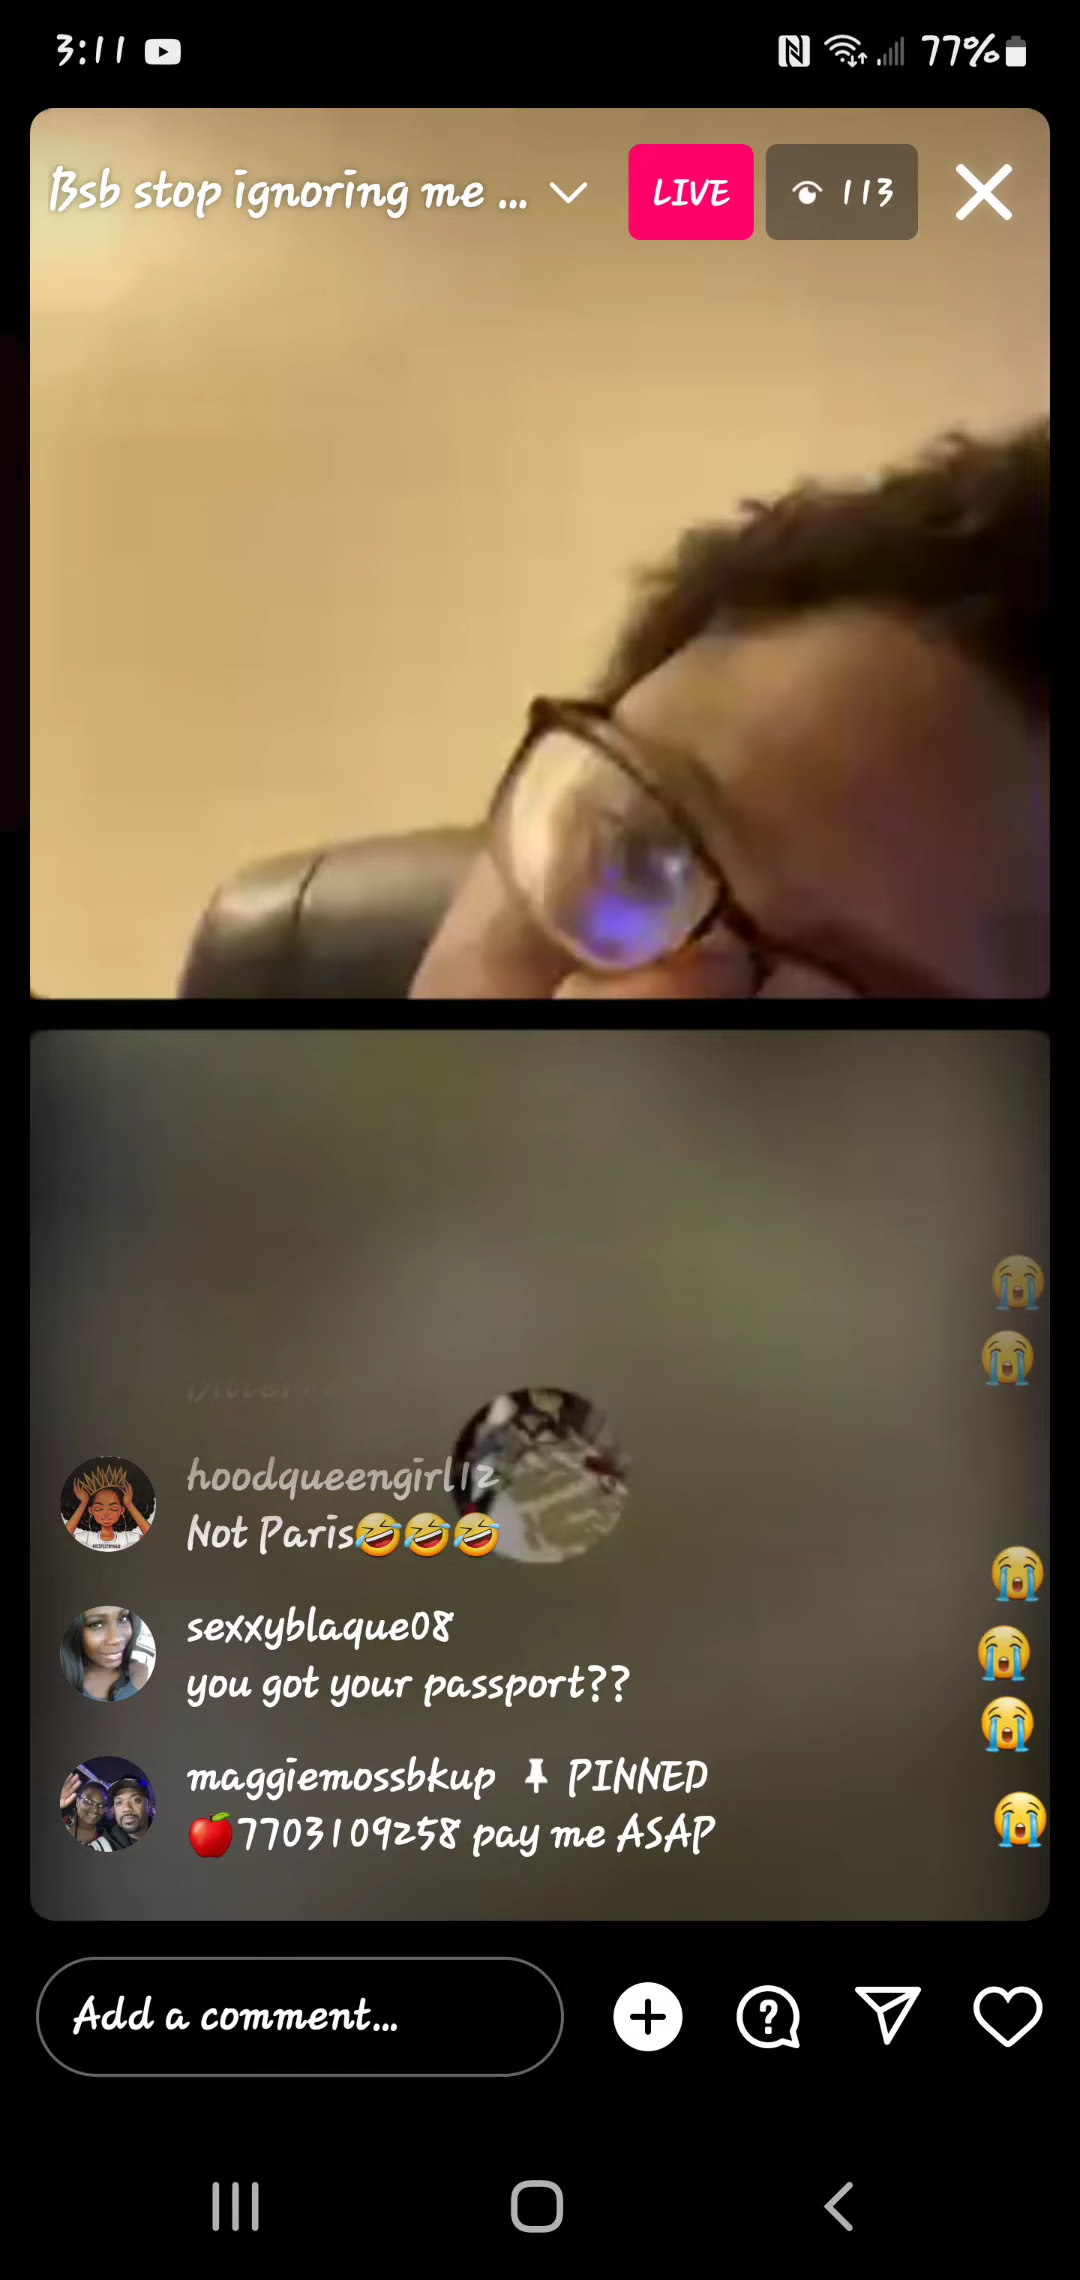 3:11
77%
Bsb stop ignoring me ...
LIVE
113
hoodqueengirl12
Not Paris🤣🤣🤣
sexxyblaque08
you got your passport??
maggiemossbkup 📌 PINNED
🍎7703109258 pay me ASAP
Add a comment...